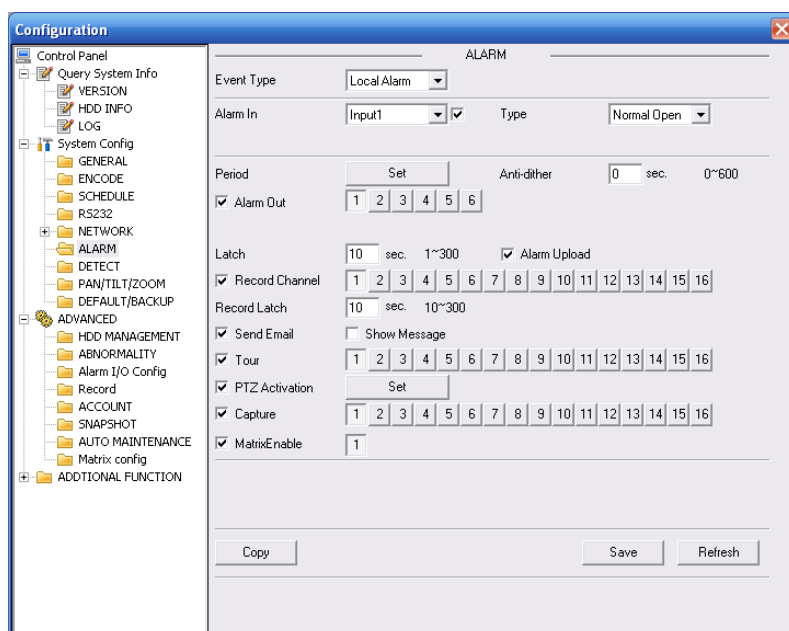 Configuration
Control Panel
Query System Info
VERSION
HDD INFO
LOG
System Config
GENERAL
ENCODE
SCHEDULE
RS232
NETWORK
ALARM
DETECT
PAN/TILT/ZOOM
DEFAULT/BACKUP
ADVANCED
HDD MANAGEMENT
ABNORMALITY
Alarm I/O Config
Record
ACCOUNT
SNAPSHOT
AUTO MAINTENANCE
Matrix config
ADDTIONAL FUNCTION
ALARM
Event Type Local Alarm
Alarm In Input1 Type Normal Open
Period Set Anti-dither 0 sec. 0~600
Alarm Out 1 2 3 4 5 6
Latch 10 sec. 1~300 Alarm Upload
Record Channel 1 2 3 4 5 6 7 8 9 10 11 12 13 14 15 16
Record Latch 10 sec. 10~300
Send Email Show Message
Tour 1 2 3 4 5 6 7 8 9 10 11 12 13 14 15 16
PTZ Activation Set
Capture 1 2 3 4 5 6 7 8 9 10 11 12 13 14 15 16
MatrixEnable 1
Copy Save Refresh